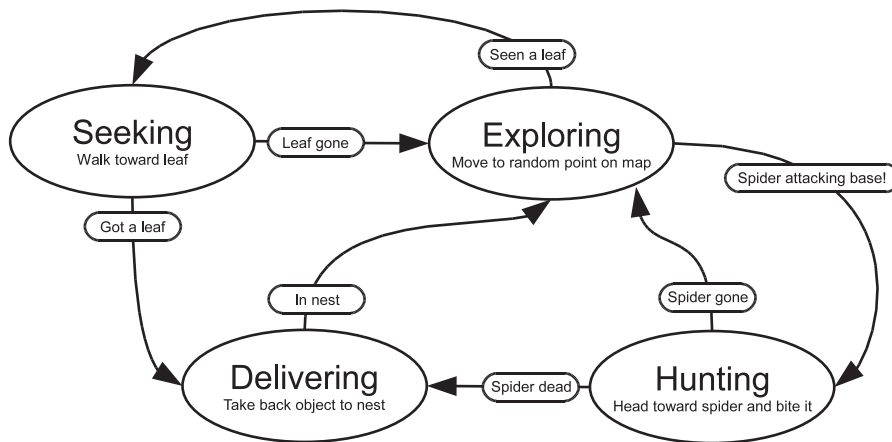 Seen a leaf
Seeking
Walk toward leaf
Leaf gone
Exploring
Move to random point on map
Spider attacking base!
Got a leaf
In nest
Spider gone
Delivering
Take back object to nest
Spider dead
Hunting
Head toward spider and bite it